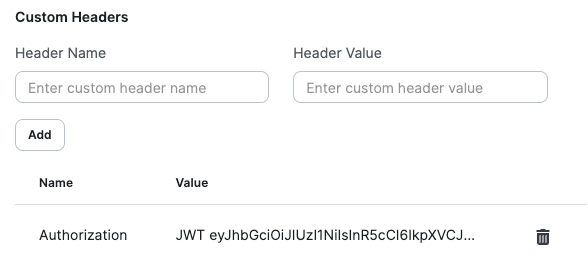 Custom Headers
Header Name Header Value
Enter custom header name Enter custom header value
Add
Name Value
Authorization JWT eyJhbGciOiJIUzI1NiIsInR5cCI6IkpXVCJ...